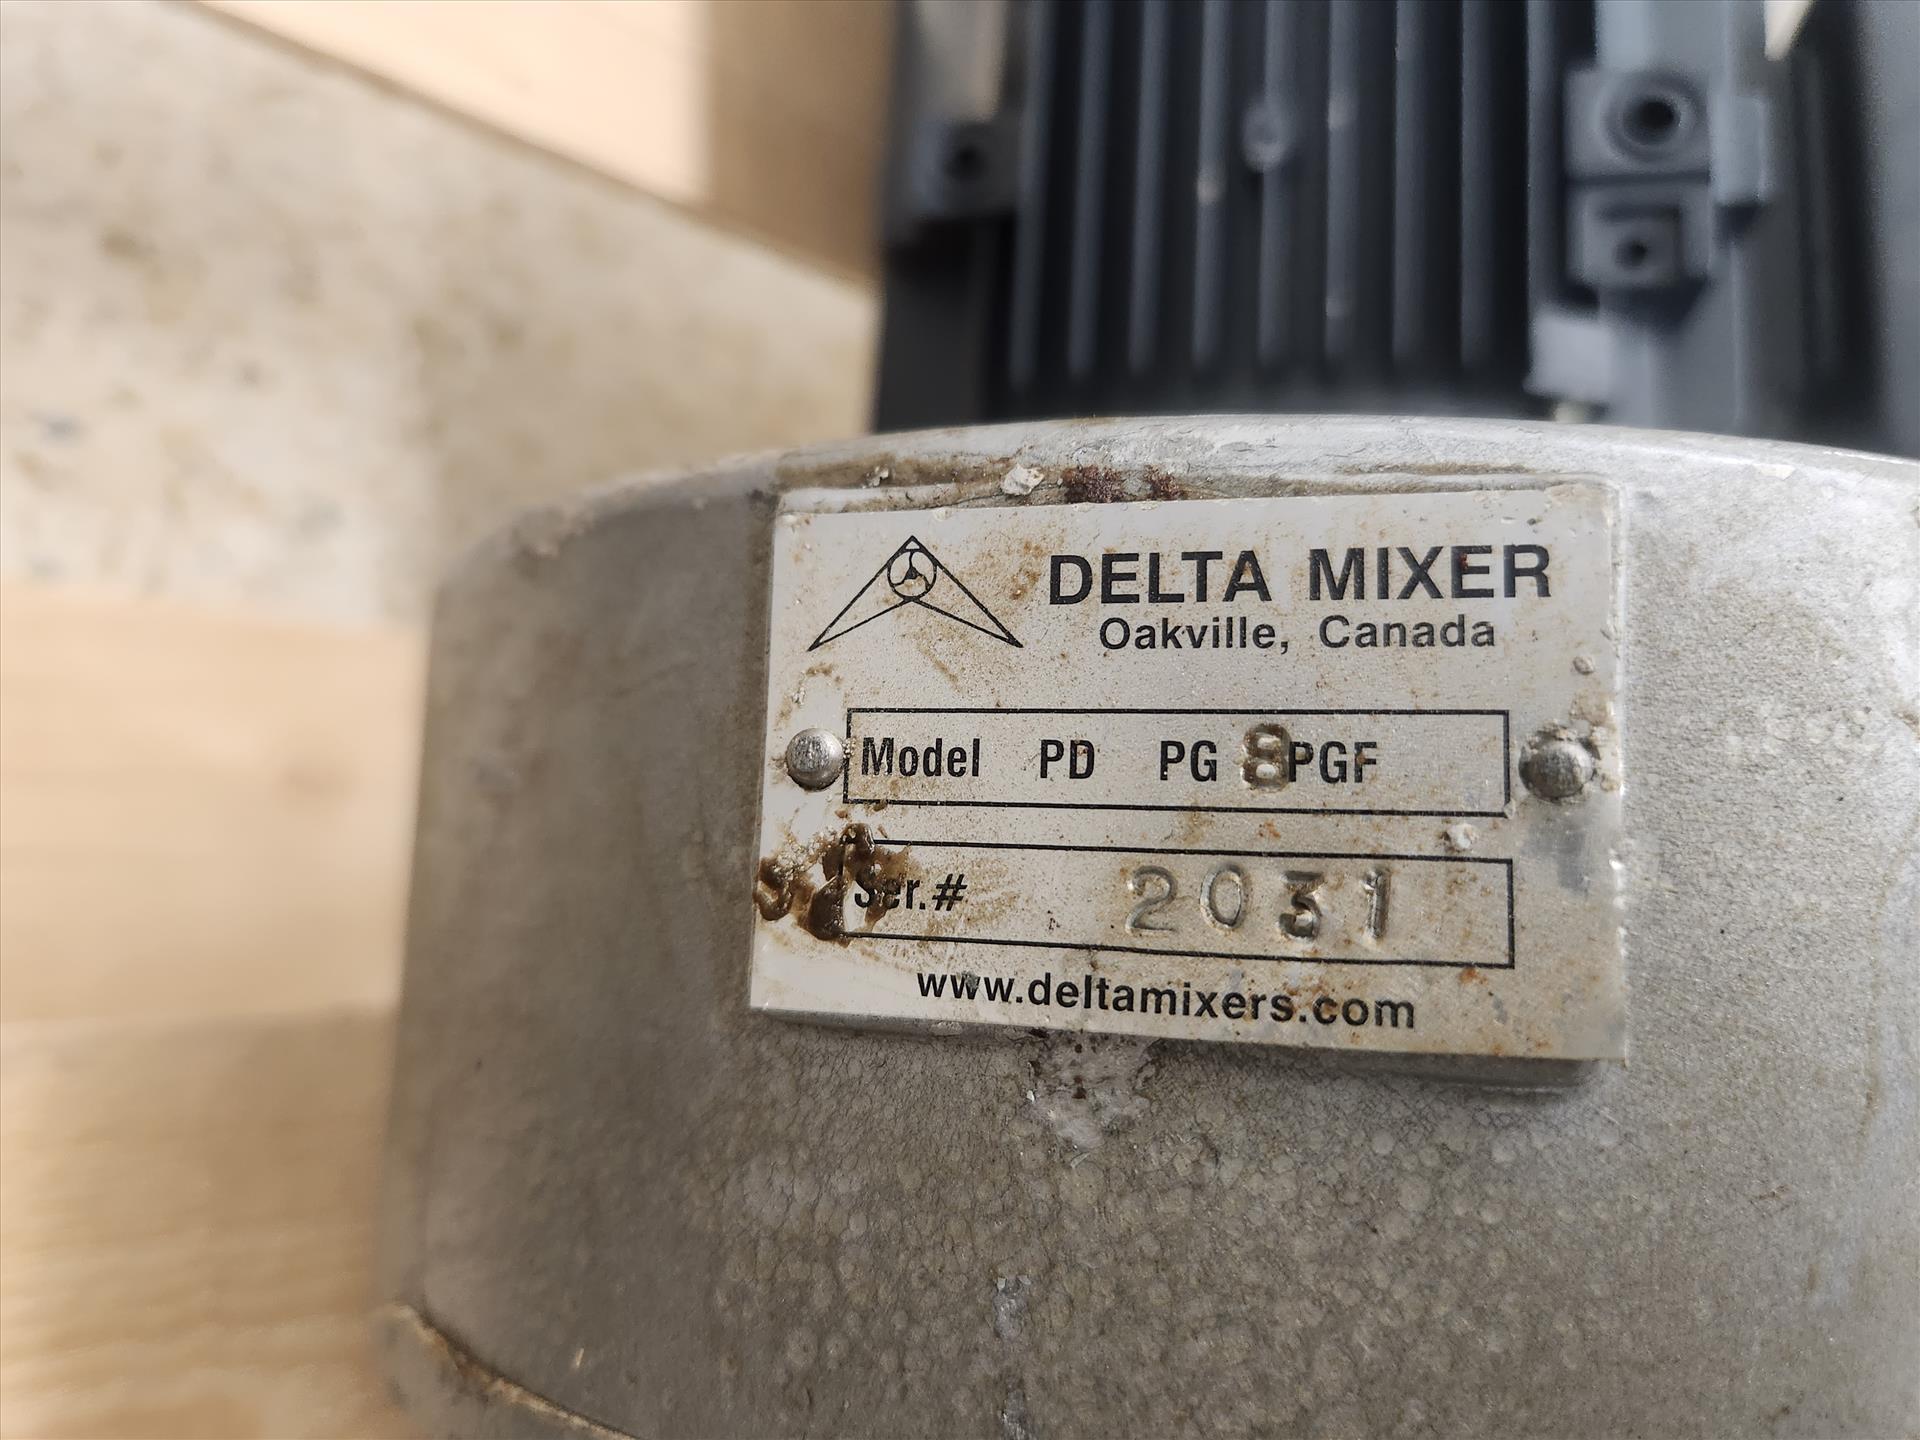 DELTA MIXER
Oakville, Canada
Model PD PG 8 PGF
Ser.# 2031
www.deltamixers.com